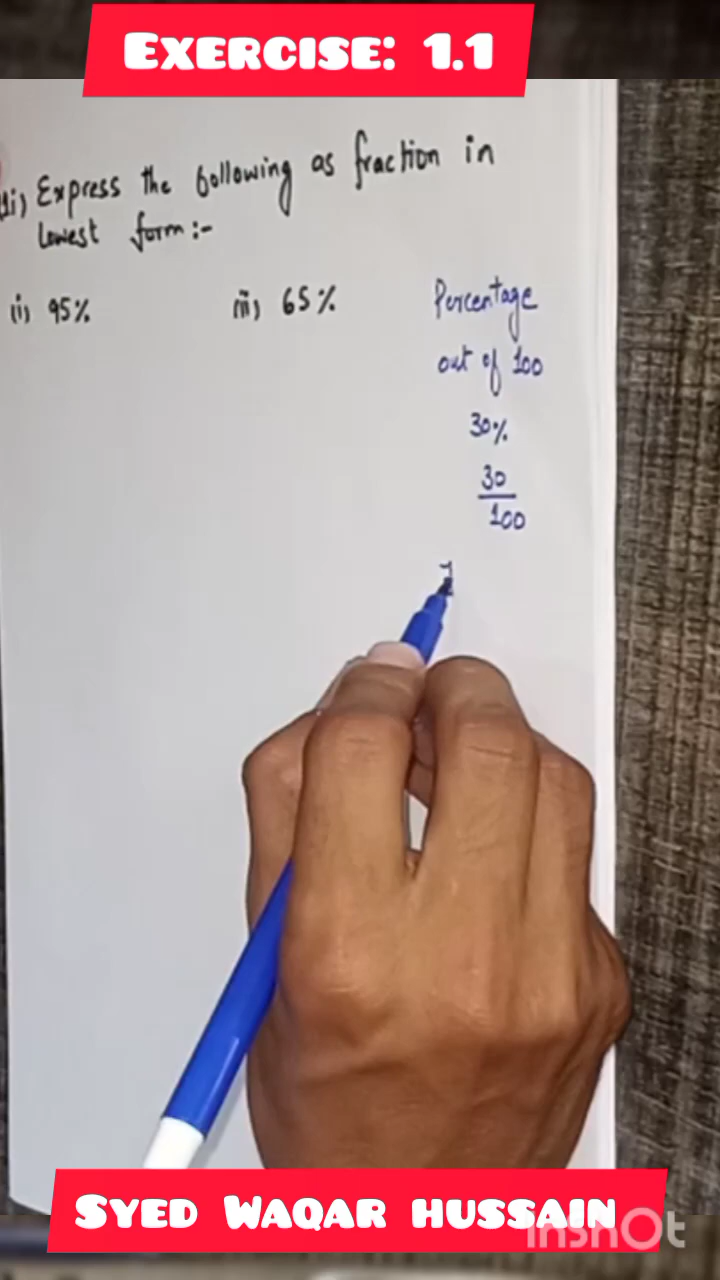 EXERCISE: 1.1
1i) Express the following as fraction in
lowest form:-
(i) 95%
(iii) 65%
Percentage
out of 100
30%
30
100
SYED WAQAR HUSSAIN
InShOt